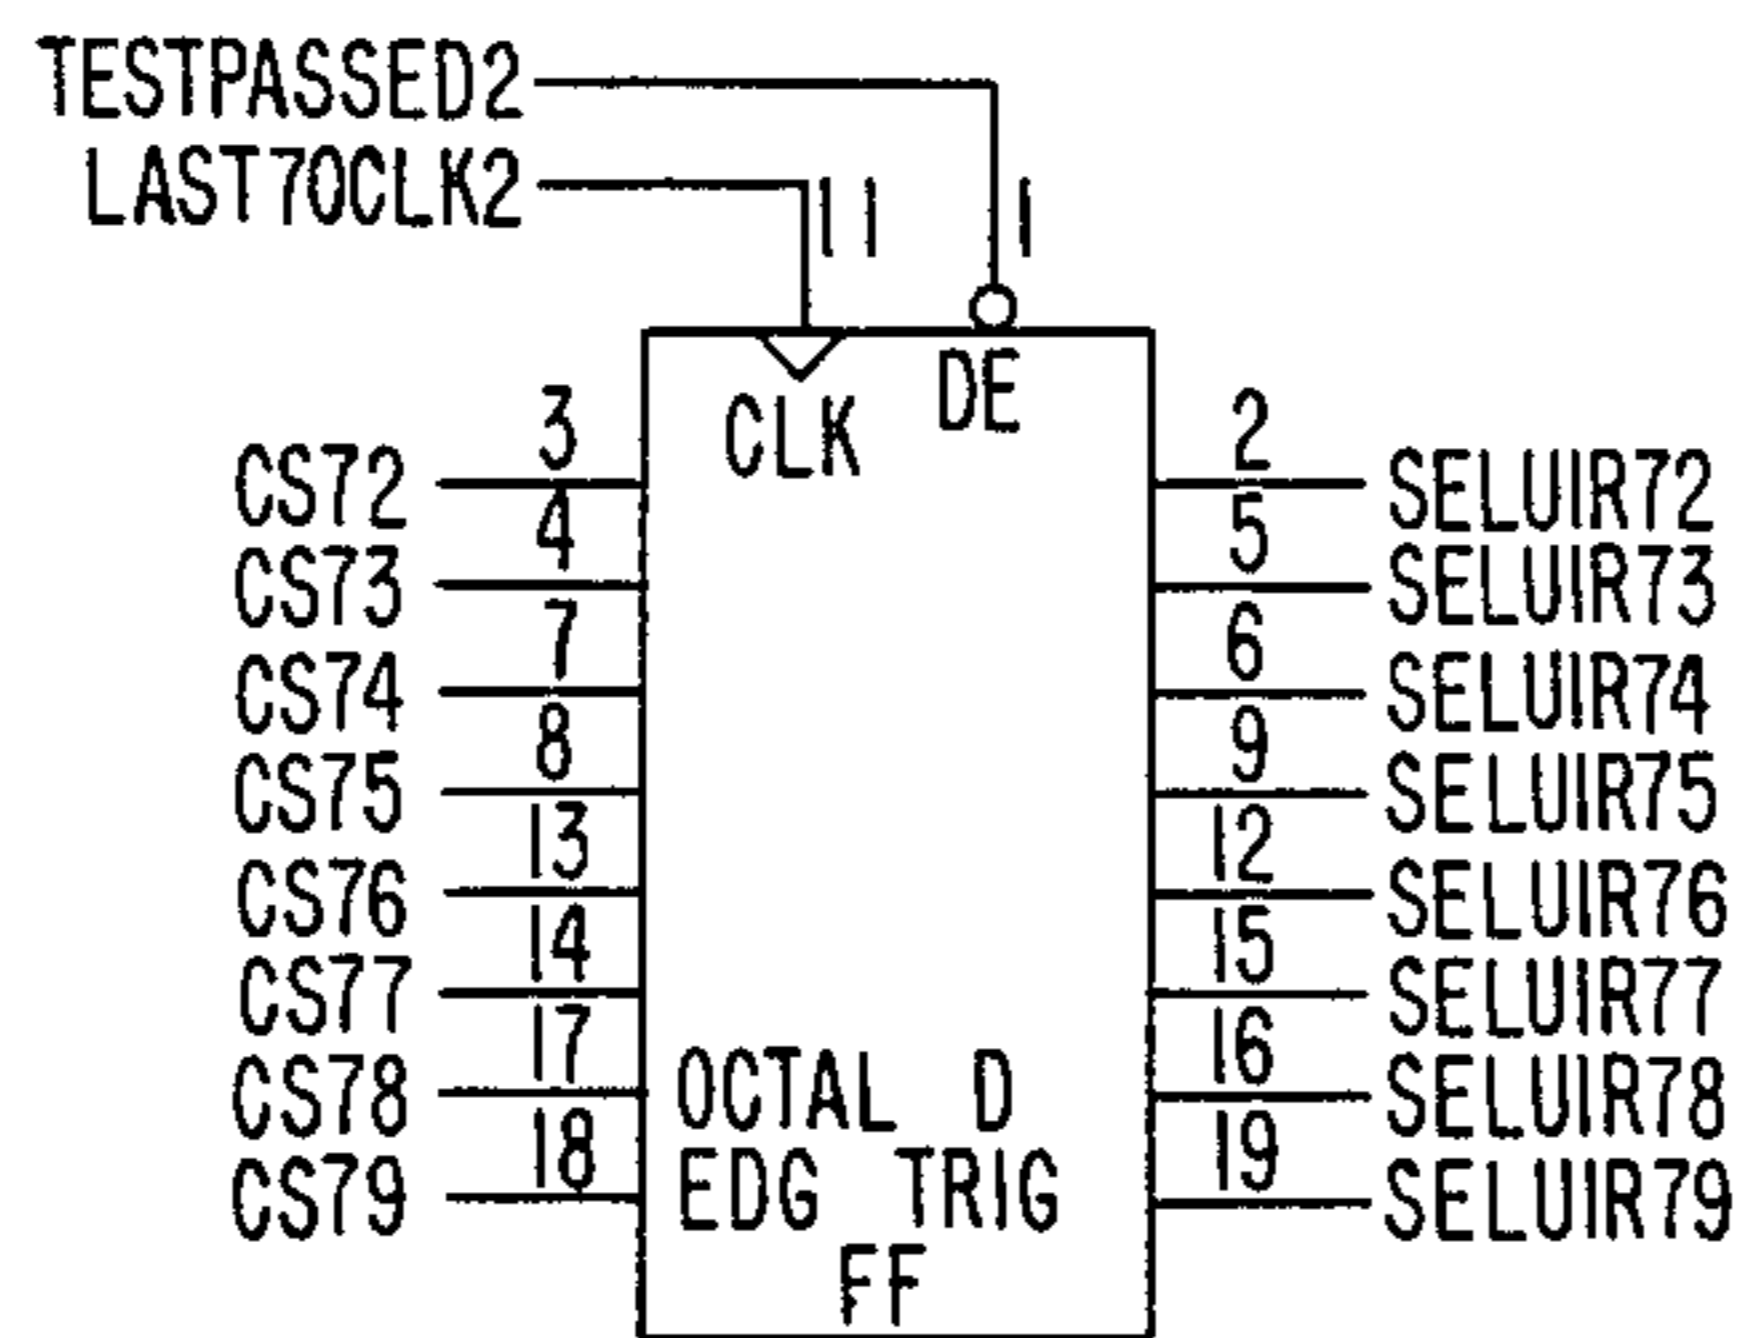 TESTPASSED2
LAST70CLK2
11 1
CLK DE
CS72 3 2 SELUIR72
CS73 4 5 SELUIR73
CS74 7 6 SELUIR74
CS75 8 9 SELUIR75
CS76 13 12 SELUIR76
CS77 14 15 SELUIR77
CS78 17 16 SELUIR78
CS79 18 19 SELUIR79
OCTAL D
EDG TRIG
FF